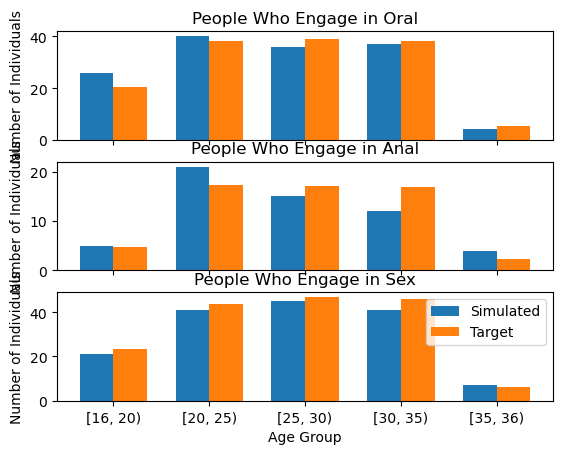 People Who Engage in Oral
Number of Individuals
40
20
0
People Who Engage in Anal
Number of Individuals
20
10
0
People Who Engage in Sex
Number of Individuals
40
20
0
Simulated
Target
[16, 20) [20, 25) [25, 30) [30, 35) [35, 36)
Age Group